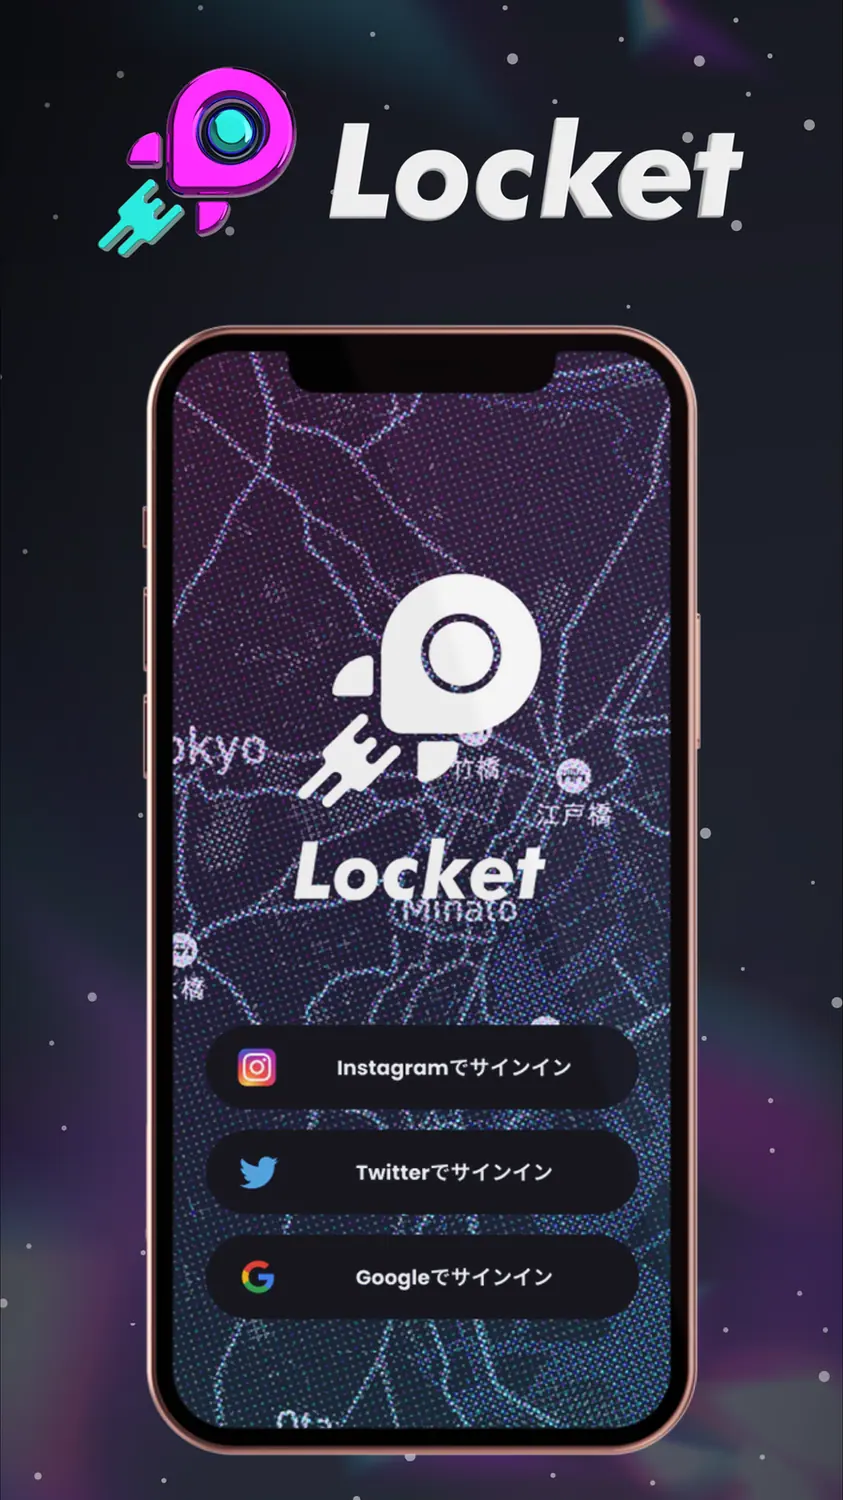 Locket
okyo
竹橋
江戸橋
Locket
Minato
橋
Instagramでサインイン
Twitterでサインイン
Googleでサインイン
Ota